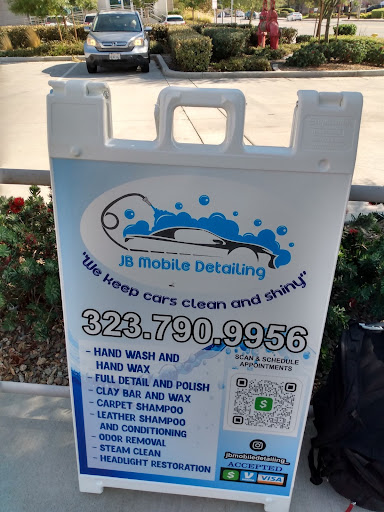 JB Mobile Detailing
"We keep cars clean and shiny"
323.790.9956
- HAND WASH AND
HAND WAX
- FULL DETAIL AND POLISH
- CLAY BAR AND WAX
- CARPET SHAMPOO
- LEATHER SHAMPOO
AND CONDITIONING
- ODOR REMOVAL
- STEAM CLEAN
- HEADLIGHT RESTORATION
SCAN & SCHEDULE
APPOINTMENTS
$
jbmobiledetailing_
ACCEPTED
$ V VISA